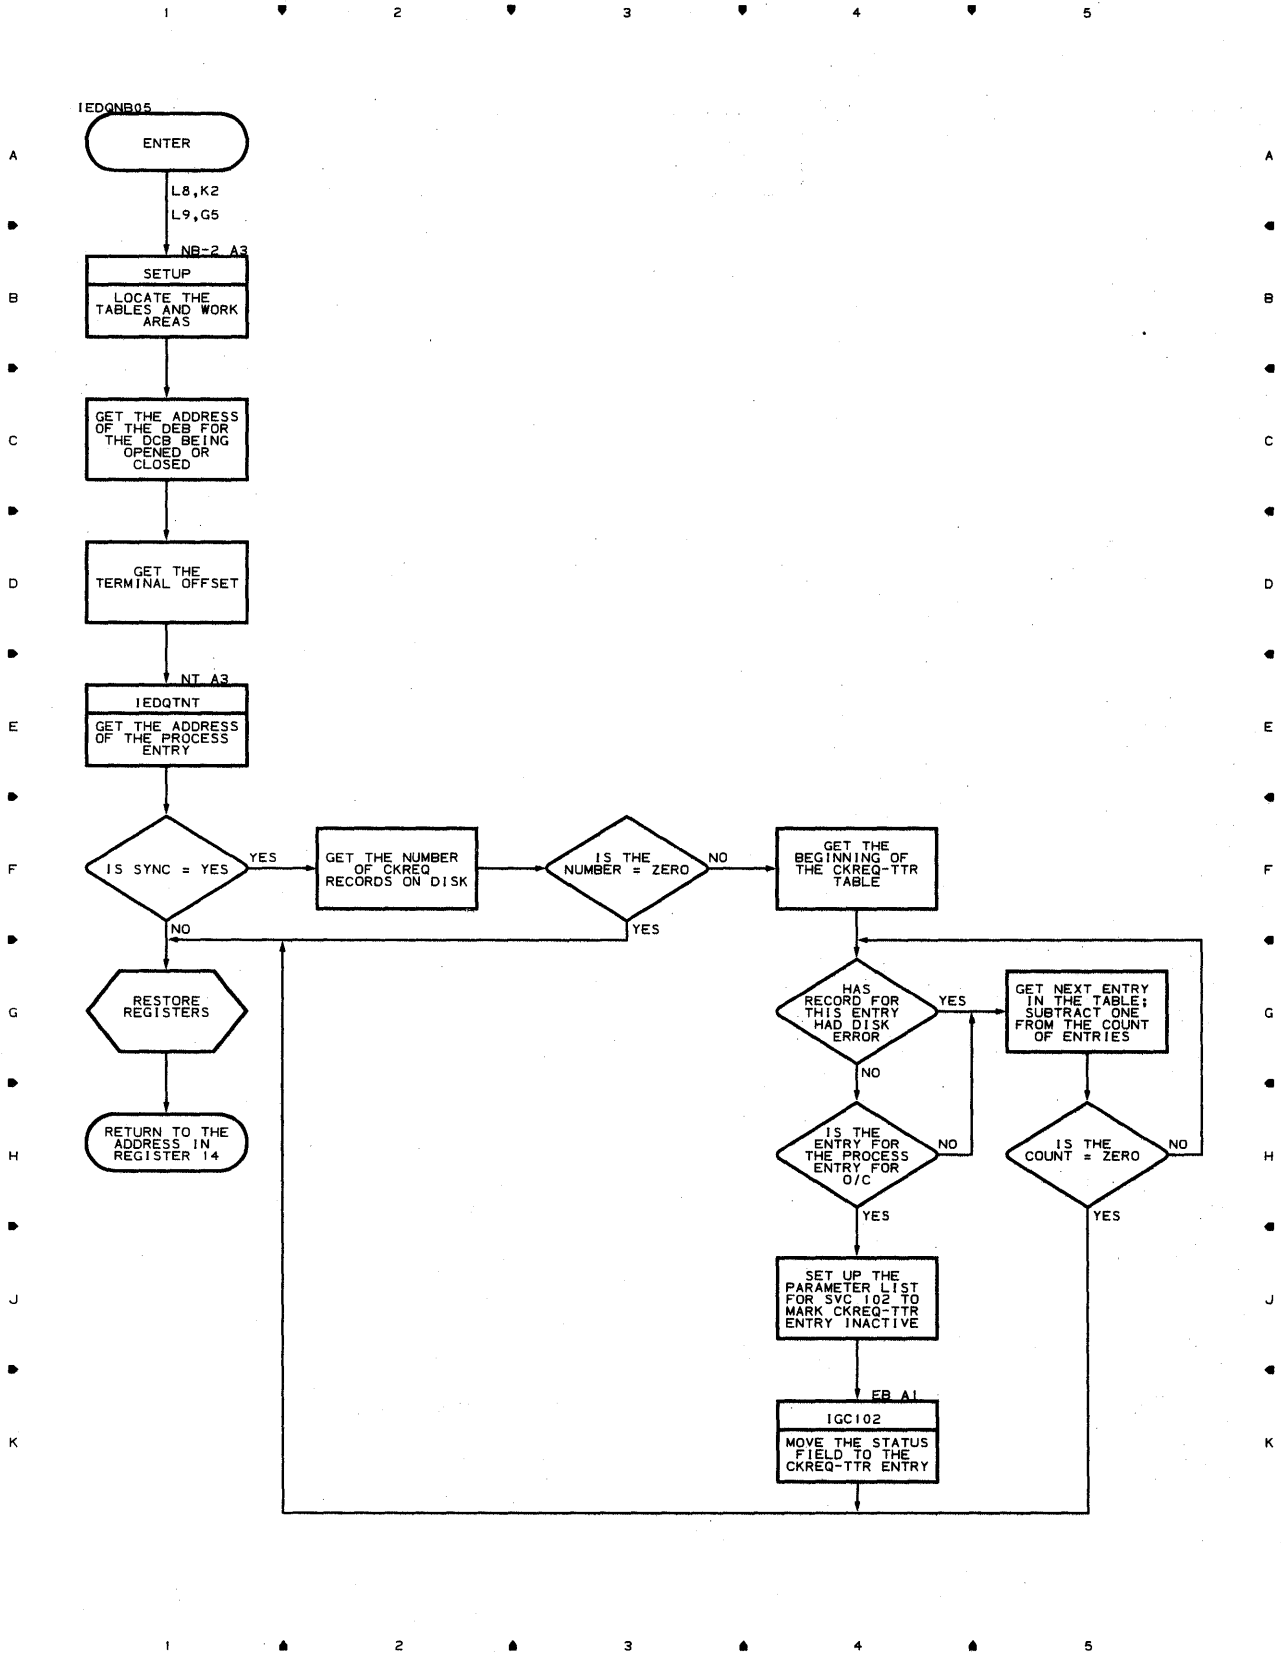 1 2 3 4 5
IEDQNB05
ENTER
A A
L8,K2
L9,G5
NB-2 A3
SETUP
B B
LOCATE THE
TABLES AND WORK
AREAS
GET THE ADDRESS
OF THE DEB FOR
THE DCB BEING
OPENED OR
CLOSED
C C
GET THE
TERMINAL OFFSET
D D
NT A3
IEDQTNT
GET THE ADDRESS
OF THE PROCESS
ENTRY
E E
IS SYNC = YES
YES
NO
GET THE NUMBER
OF CKREQ
RECORDS ON DISK
IS THE
NUMBER = ZERO
NO
YES
GET THE
BEGINNING OF
THE CKREQ-TTR
TABLE
F F
RESTORE
REGISTERS
HAS
RECORD FOR
THIS ENTRY
HAD DISK
ERROR
YES
NO
GET NEXT ENTRY
IN THE TABLE;
SUBTRACT ONE
FROM THE COUNT
OF ENTRIES
G G
RETURN TO THE
ADDRESS IN
REGISTER 14
IS THE
ENTRY FOR
THE PROCESS
ENTRY FOR
O/C
NO
YES
IS THE
COUNT = ZERO
NO
YES
H H
SET UP THE
PARAMETER LIST
FOR SVC 102 TO
MARK CKREQ-TTR
ENTRY INACTIVE
J J
EB A1
IGC102
MOVE THE STATUS
FIELD TO THE
CKREQ-TTR ENTRY
K K
1 2 3 4 5